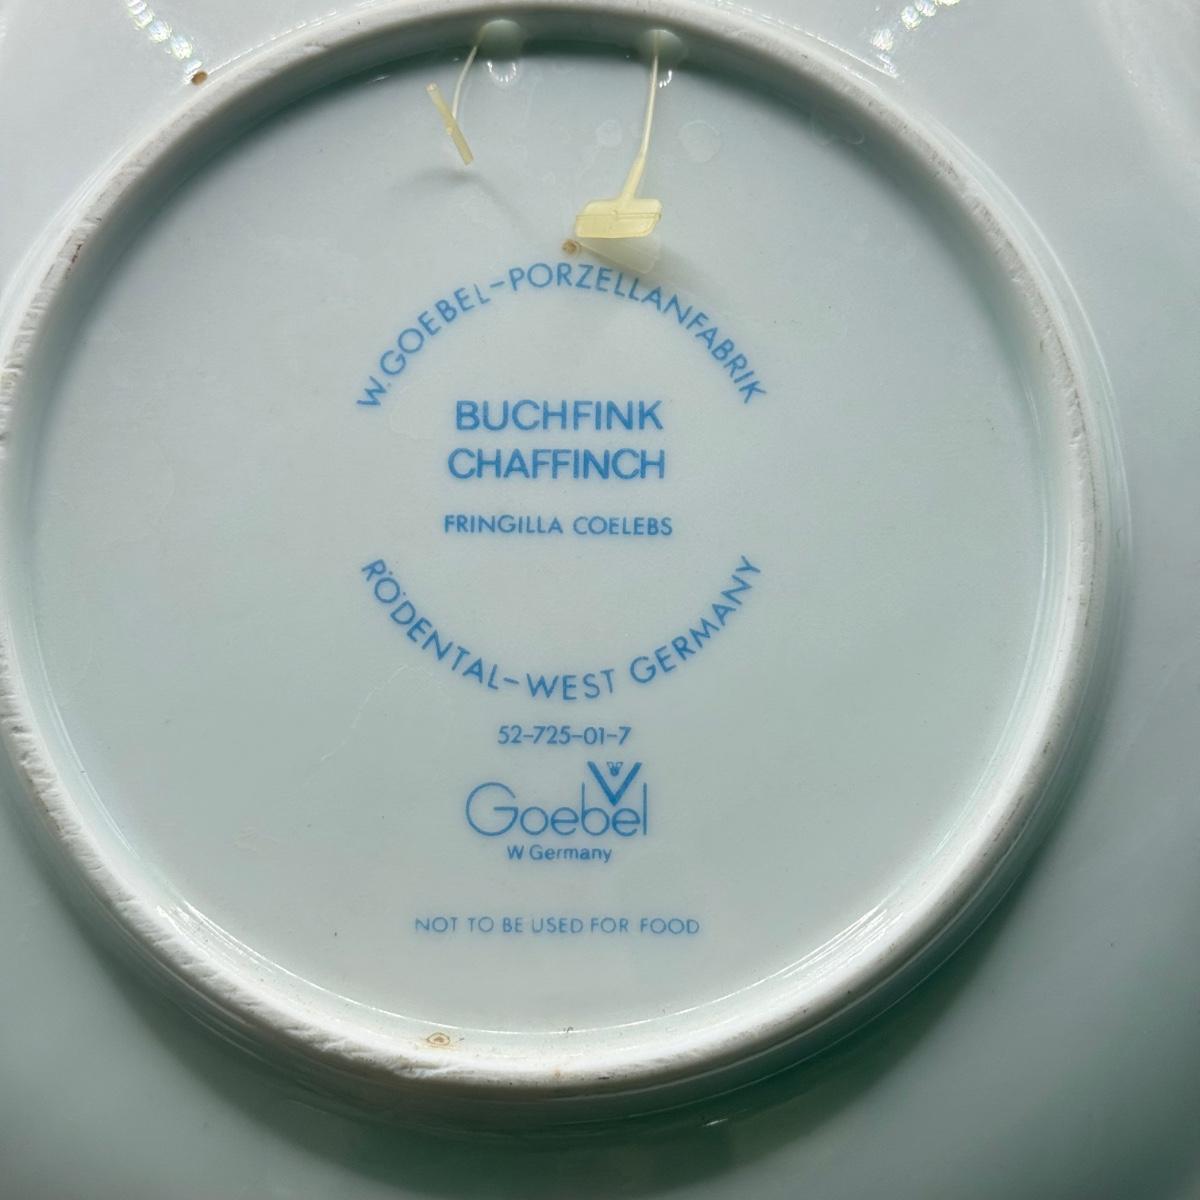 W. GOEBEL-PORZELLANFABRIK
BUCHFINK
CHAFFINCH
FRINGILLA COELEBS
RÖDENTAL-WEST GERMANY
52-725-01-7
Goebel
W Germany
NOT TO BE USED FOR FOOD